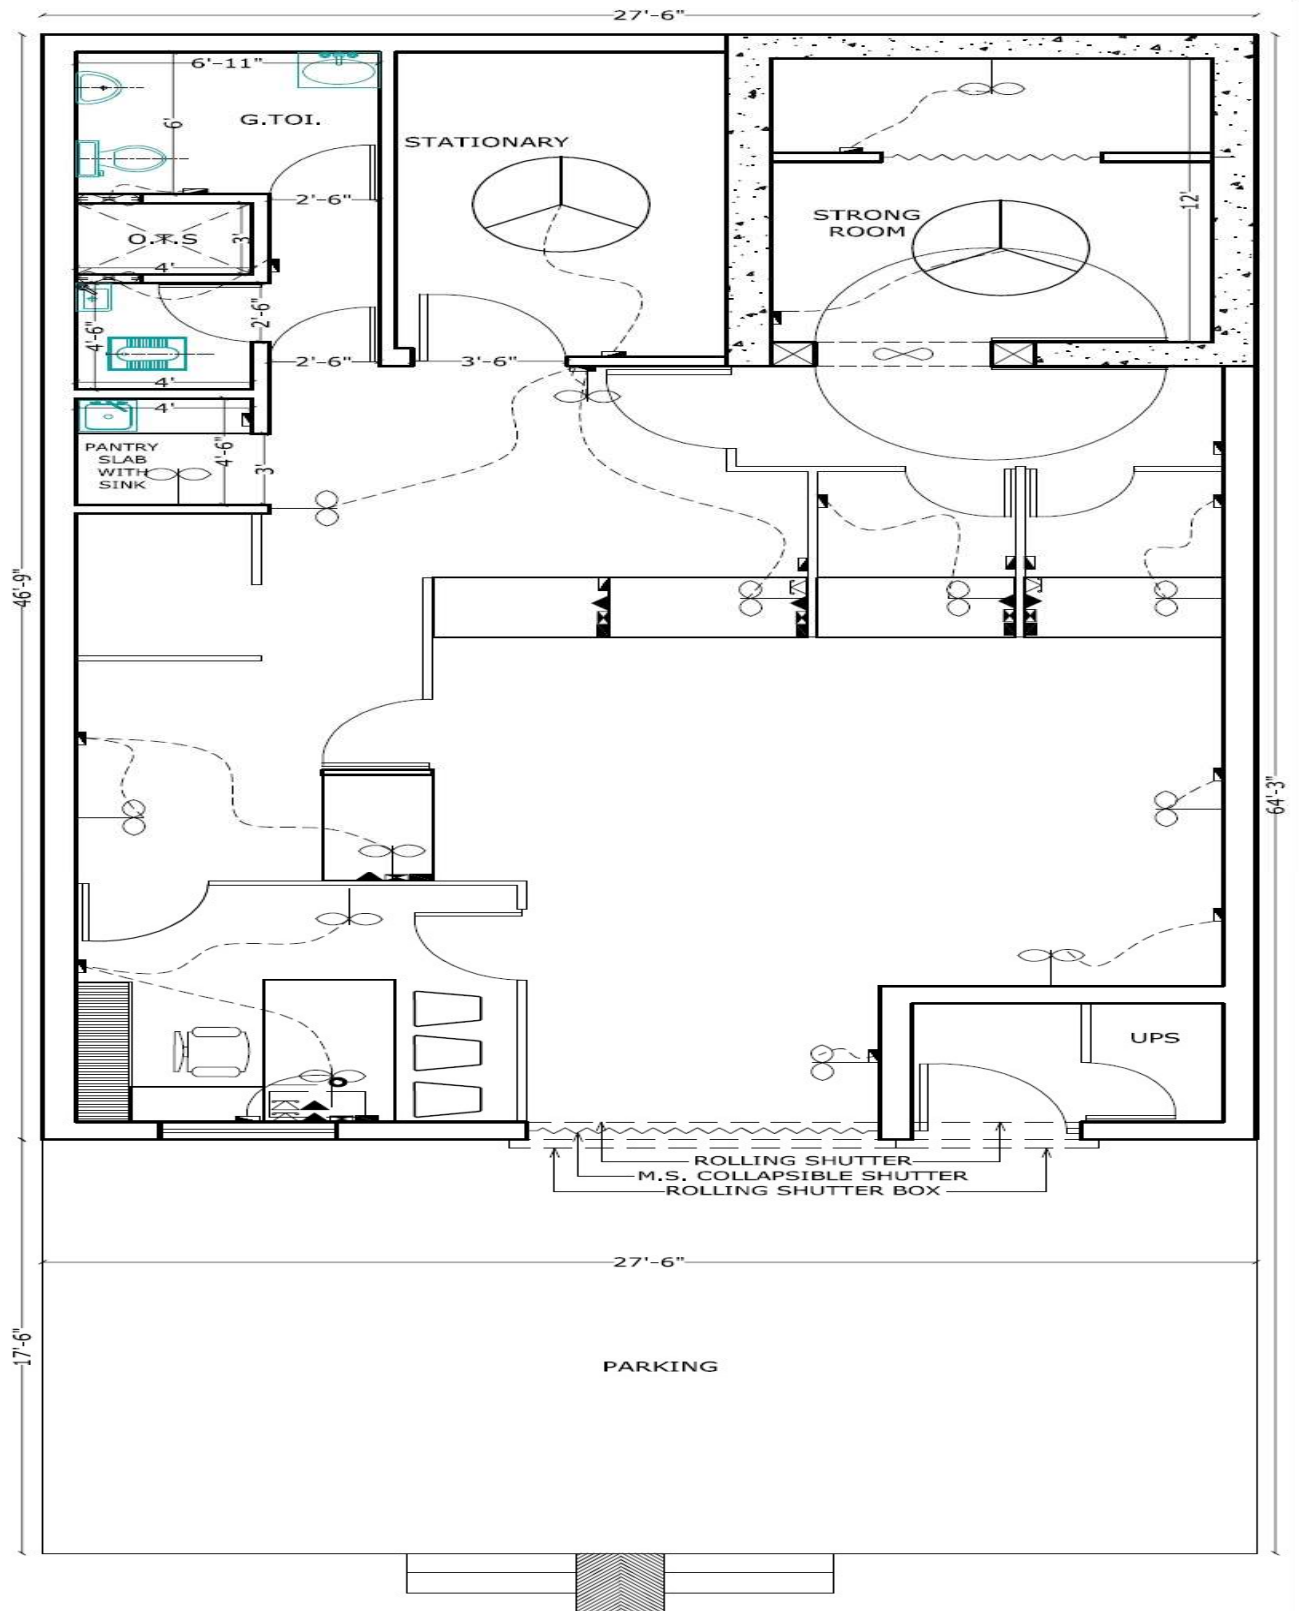 27'-6"
6'-11"
6'
G.TOI.
STATIONARY
2'-6"
STRONG
ROOM
12'
O.T.S
3'
4'
2'-6"
4'-6"
2'-6"
3'-6"
4'
4'
PANTRY
SLAB
WITH
SINK
4'-6"
3'
46'-9"
64'-3"
UPS
ROLLING SHUTTER
M.S. COLLAPSIBLE SHUTTER
ROLLING SHUTTER BOX
27'-6"
17'-6"
PARKING